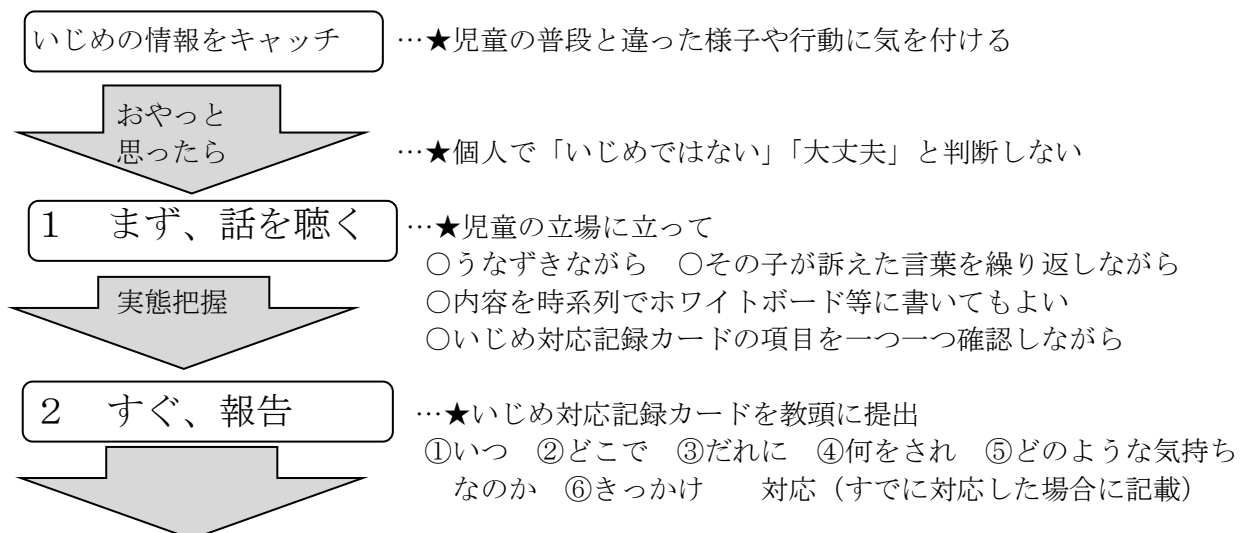 いじめの情報をキャッチ …★児童の普段と違った様子や行動に気を付ける
おやっと
思ったら
…★個人で「いじめではない」「大丈夫」と判断しない
１　まず、話を聴く …★児童の立場に立って
○うなずきながら　○その子が訴えた言葉を繰り返しながら
実態把握
○内容を時系列でホワイトボード等に書いてもよい
○いじめ対応記録カードの項目を一つ一つ確認しながら
２　すぐ、報告 …★いじめ対応記録カードを教頭に提出
①いつ　②どこで　③だれに　④何をされ　⑤どのような気持ち
なのか　⑥きっかけ　　対応（すでに対応した場合に記載）